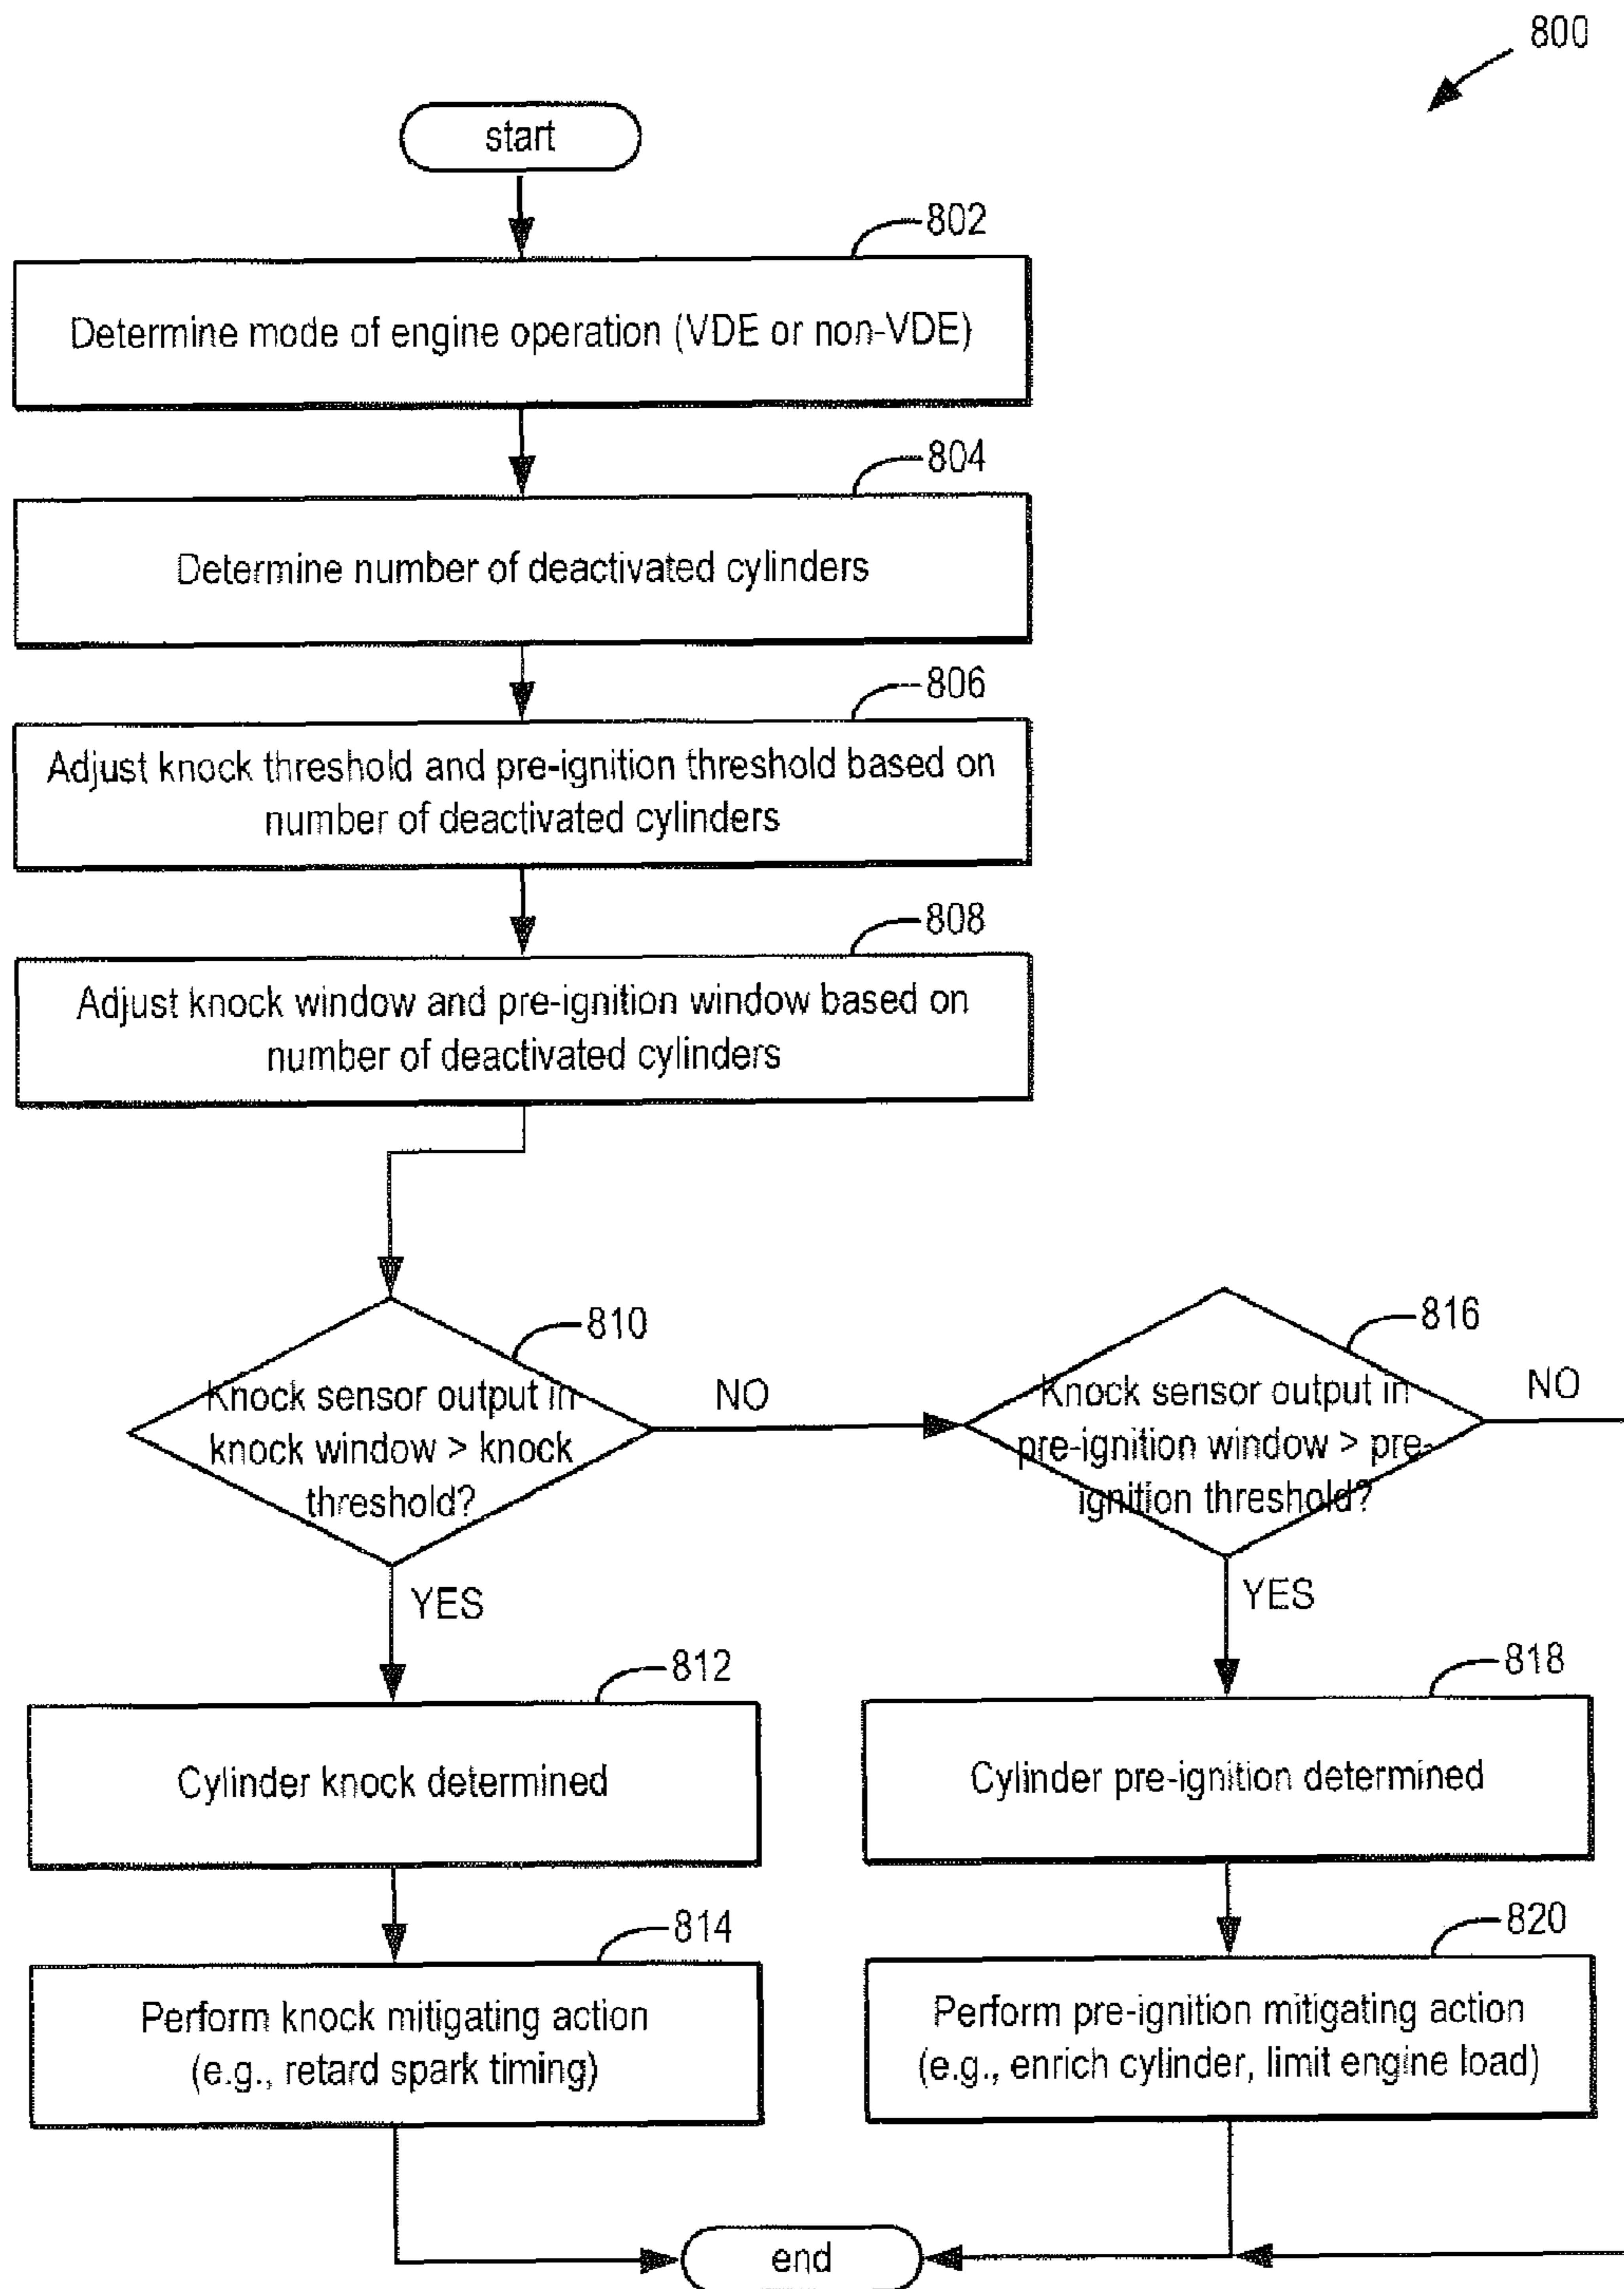 800
start
802
Determine mode of engine operation (VDE or non-VDE)
804
Determine number of deactivated cylinders
806
Adjust knock threshold and pre-ignition threshold based on
number of deactivated cylinders
808
Adjust knock window and pre-ignition window based on
number of deactivated cylinders
810
Knock sensor output in
knock window > knock
threshold?
NO
YES
816
Knock sensor output in
pre-ignition window > pre-
ignition threshold?
NO
YES
812
Cylinder knock determined
818
Cylinder pre-ignition determined
814
Perform knock mitigating action
(e.g., retard spark timing)
820
Perform pre-ignition mitigating action
(e.g., enrich cylinder, limit engine load)
end